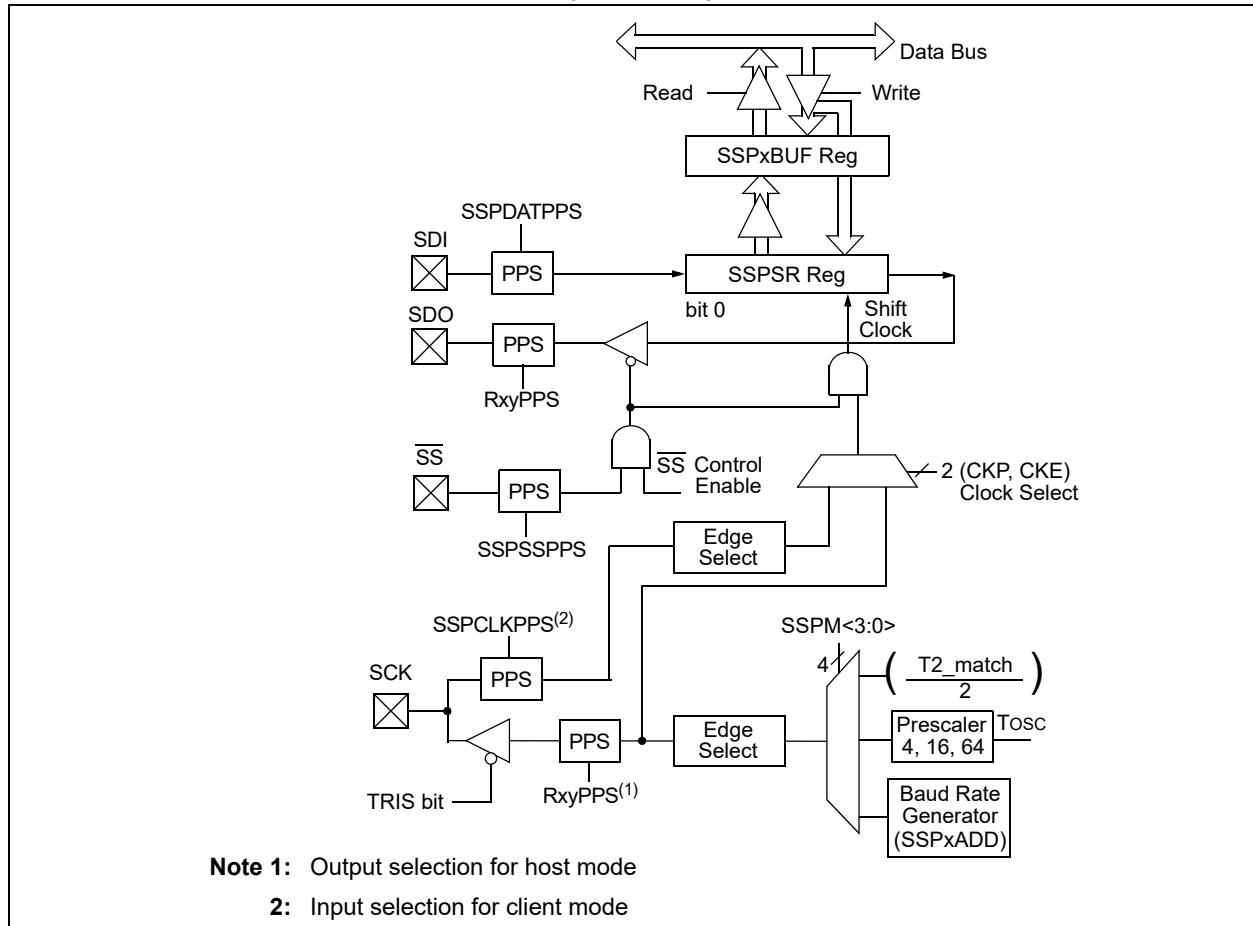 Data Bus
Read
Write
SSPxBUF Reg
SSPDATPPS
SDI
PPS
SSPSR Reg
bit 0
Shift
Clock
SDO
PPS
RxyPPS
SS
PPS
SSPSSPPS
SS Control
Enable
2 (CKP, CKE)
Clock Select
Edge
Select
SSPCLKPPS(2)
PPS
SCK
SSPM<3:0>
4
( T2_match )
2
Prescaler
4, 16, 64
TOSC
Edge
Select
PPS
RxyPPS(1)
TRIS bit
Baud Rate
Generator
(SSPxADD)
Note 1: Output selection for host mode
2: Input selection for client mode